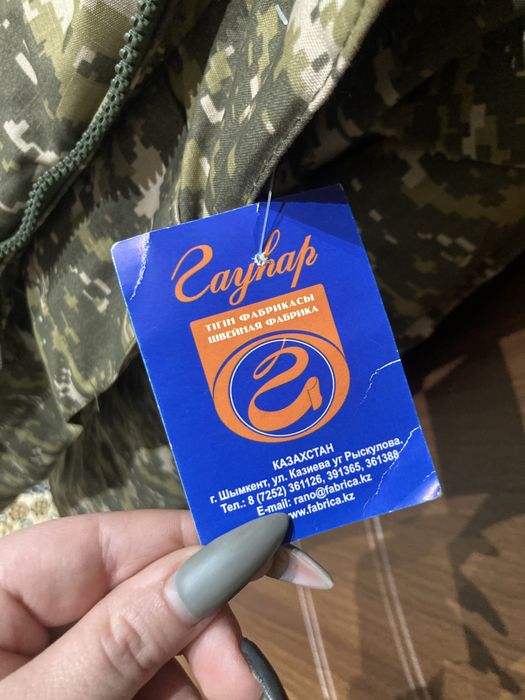 Гауһар
ТІГІН ФАБРИКАСЫ
ШВЕЙНАЯ ФАБРИКА
Г
КАЗАХСТАН
г. Шымкент, ул. Казиева уг Рыскулова,
Тел.: 8 (7252) 361126, 391365, 361388
E-mail: rano@fabrica.kz
www.fabrica.kz